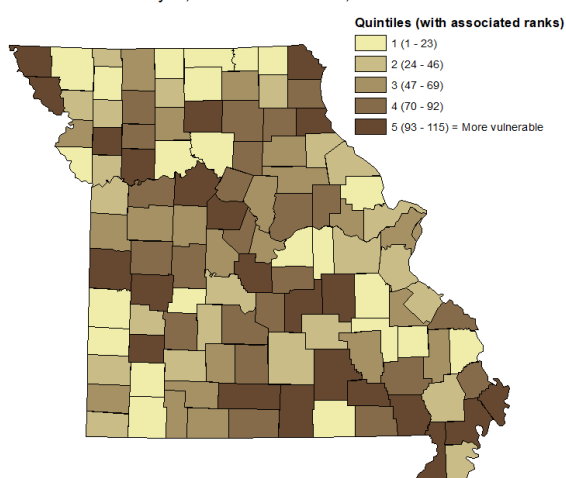 Quintiles (with associated ranks)
1 (1 - 23)
2 (24 - 46)
3 (47 - 69)
4 (70 - 92)
5 (93 - 115) = More vulnerable